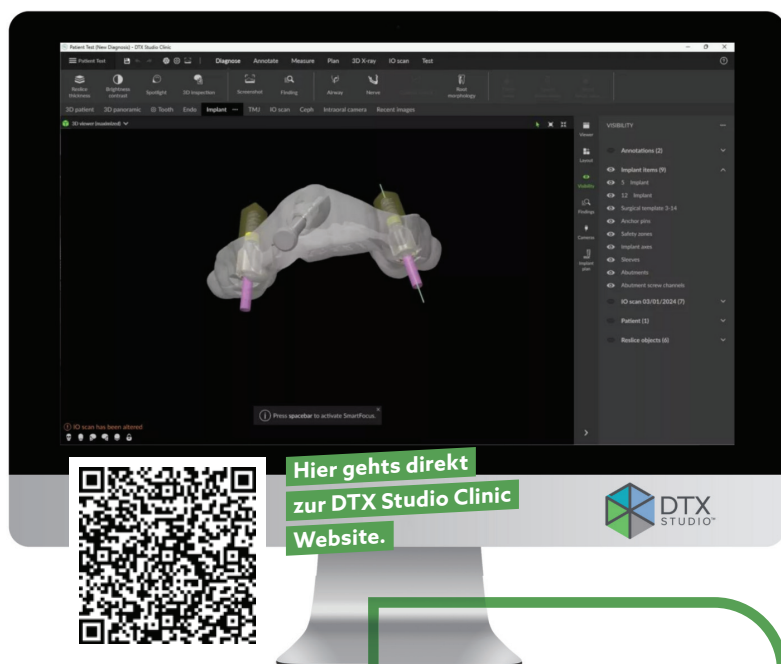 Patient Test (New Diagnosis) - DTX Studio Clinic
Patient Test Diagnose Annotate Measure Plan 3D X-ray IO scan Test
Reslice thickness Brightness contrast Spotlight 3D inspection Screenshot Finding Airway Nerve Root morphology
3D patient 3D panoramic Teeth Endo Implant TMJ IO scan Ceph Intraoral camera Recent images
3D viewer
Viewer
Layout
Visibility
Findings
Cameras
Implant plan
VISIBILITY
Annotations (2)
Implant items (9)
5 Implant
12 Implant
Surgical template 3-14
Anchor pins
Safety zones
Implant axes
Sleeves
Abutments
Abutment screw channels
IO scan 03/01/2024 (7)
Patient (1)
Reslice objects (6)
Press spacebar to activate SmartFocus.
IO scan has been altered
Hier gehts direkt
zur DTX Studio Clinic
Website.
DTX
STUDIO™